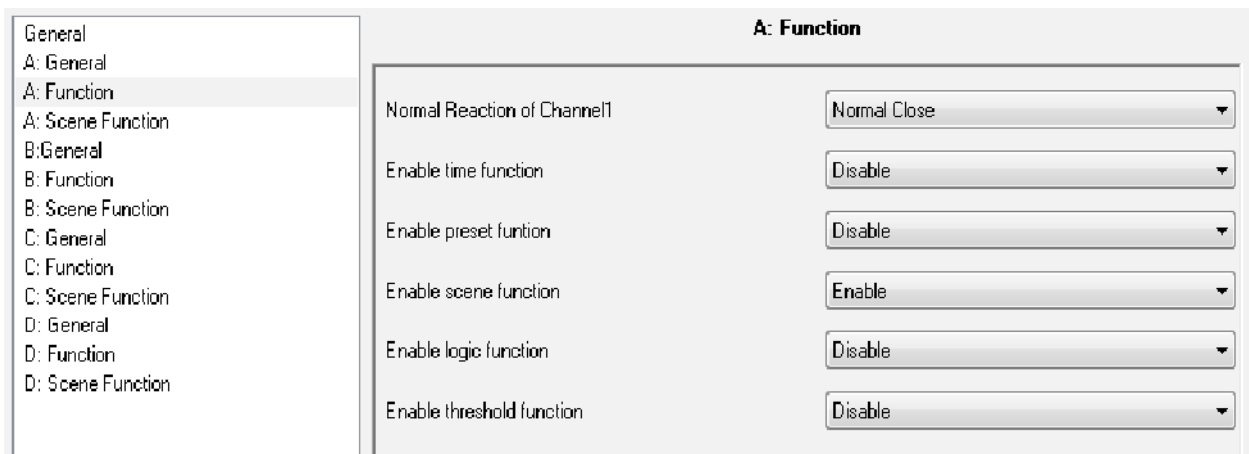 General
A: General
A: Function
A: Scene Function
B:General
B: Function
B: Scene Function
C: General
C: Function
C: Scene Function
D: General
D: Function
D: Scene Function
A: Function
Normal Reaction of Channel1 Normal Close
Enable time function Disable
Enable preset funtion Disable
Enable scene function Enable
Enable logic function Disable
Enable threshold function Disable